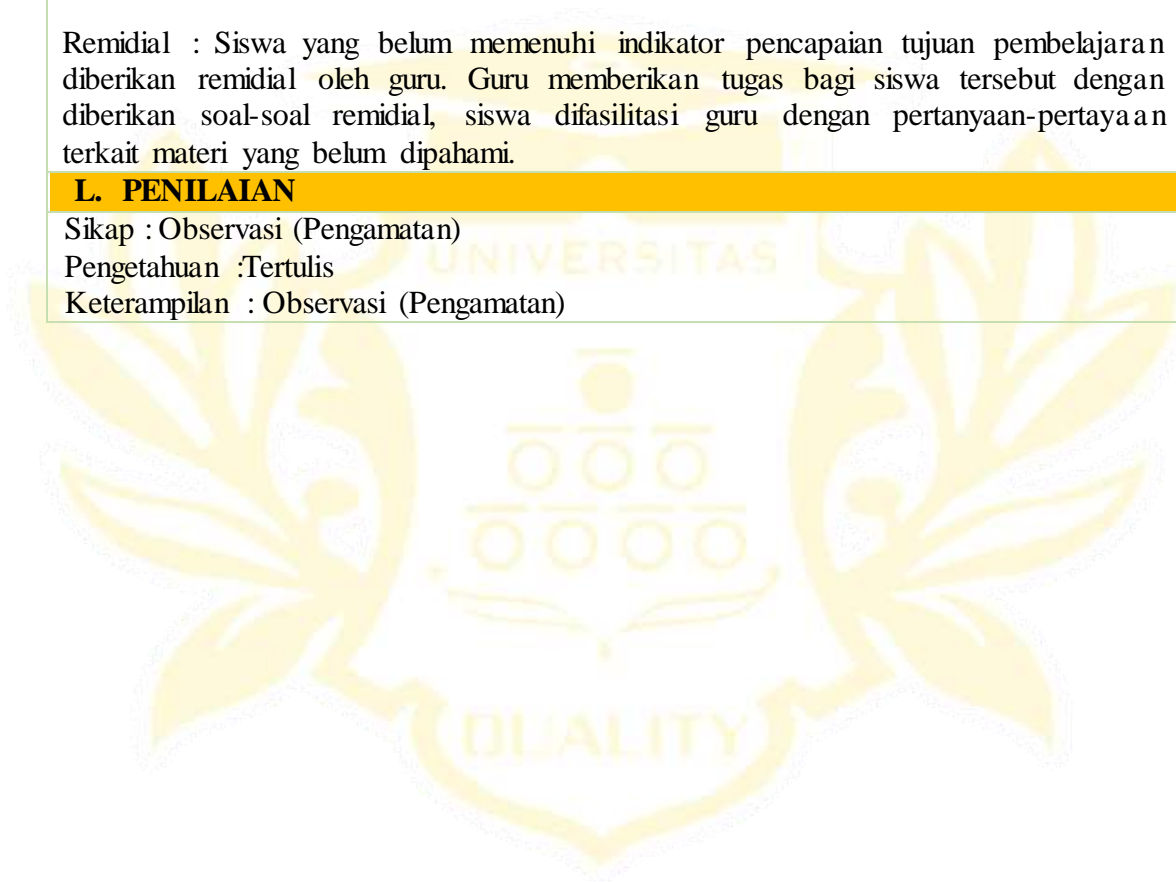 Remidial : Siswa yang belum memenuhi indikator pencapaian tujuan pembelajaran
diberikan remidial oleh guru. Guru memberikan tugas bagi siswa tersebut dengan
diberikan soal-soal remidial, siswa difasilitasi guru dengan pertanyaan-pertayaan
terkait materi yang belum dipahami.
L. PENILAIAN
Sikap : Observasi (Pengamatan)
UNIVERSITAS
Pengetahuan :Tertulis
Keterampilan : Observasi (Pengamatan)
QUALITY